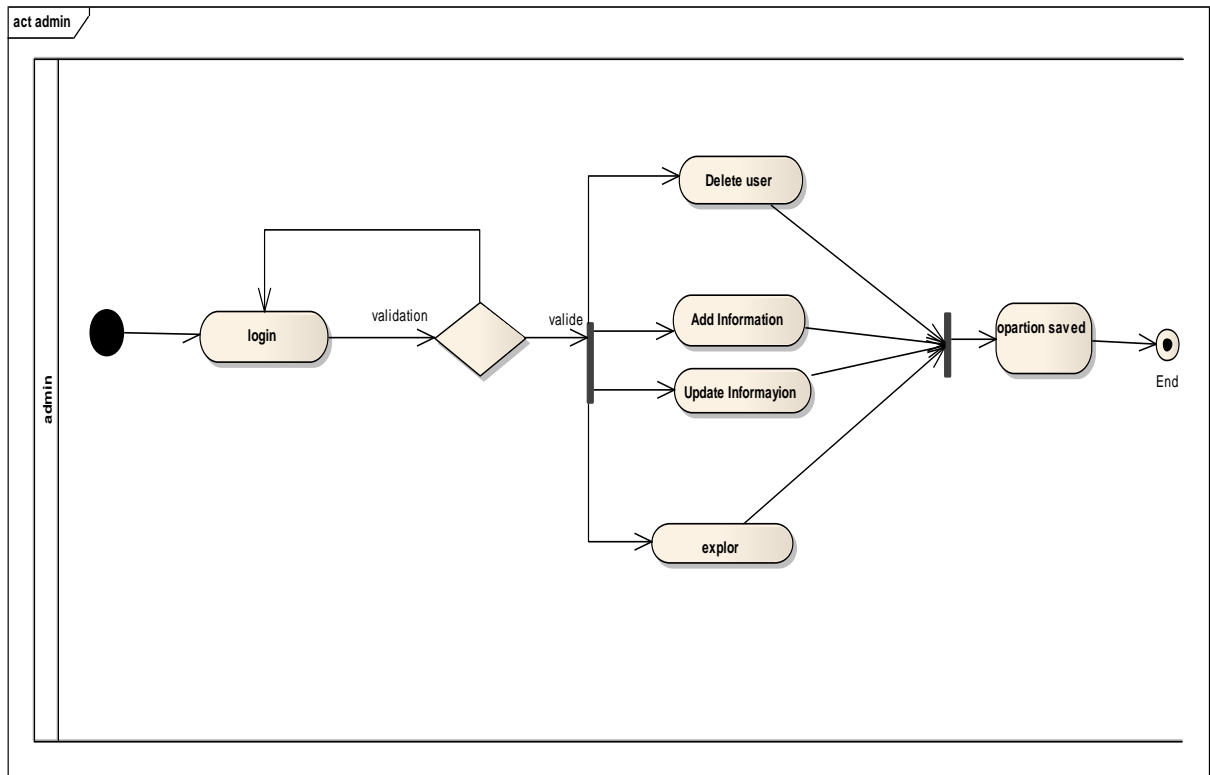 act admin
admin
login
validation
valide
Delete user
Add Information
Update Informayion
explor
opartion saved
End